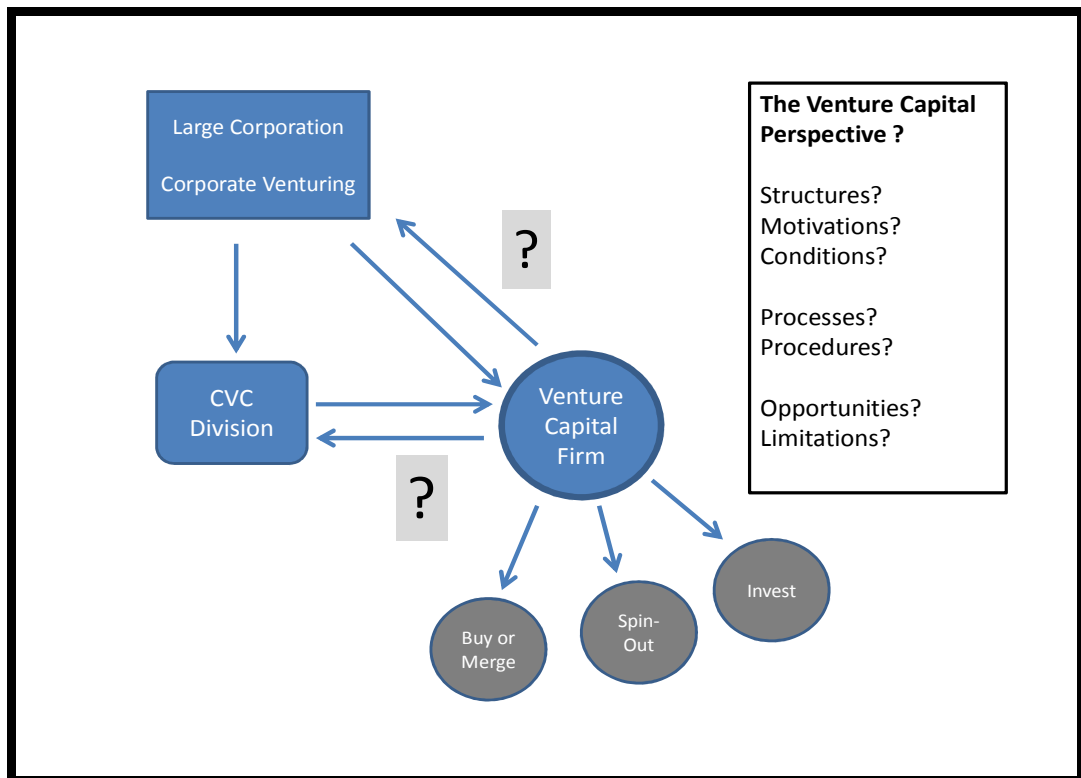 Large Corporation
Corporate Venturing
The Venture Capital
Perspective ?
Structures?
Motivations?
Conditions?
Processes?
Procedures?
Opportunities?
Limitations?
?
CVC
Division
Venture
Capital
Firm
?
Buy or
Merge
Spin-
Out
Invest